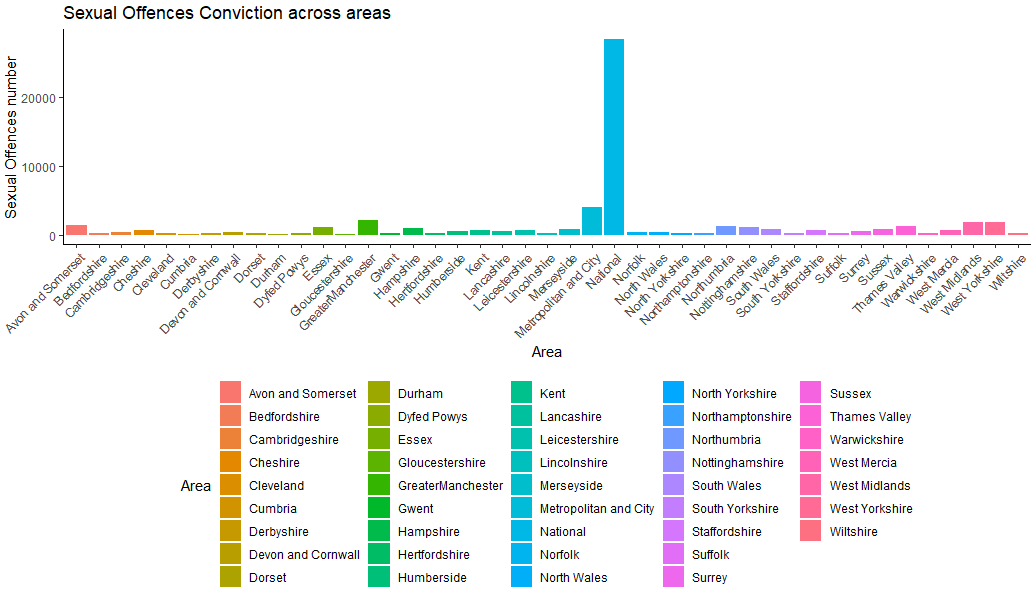 Sexual Offences Conviction across areas
Sexual Offences number
20000
10000
0
Avon and Somerset
Bedfordshire
Cambridgeshire
Cheshire
Cleveland
Cumbria
Derbyshire
Devon and Cornwall
Dorset
Durham
Dyfed Powys
Essex
Gloucestershire
GreaterManchester
Gwent
Hampshire
Hertfordshire
Humberside
Kent
Lancashire
Leicestershire
Lincolnshire
Merseyside
Metropolitan and City
National
Norfolk
North Wales
North Yorkshire
Northamptonshire
Northumbria
Nottinghamshire
South Wales
South Yorkshire
Staffordshire
Suffolk
Surrey
Sussex
Thames Valley
Warwickshire
West Mercia
West Midlands
West Yorkshire
Wiltshire
Area
Area
Avon and Somerset
Bedfordshire
Cambridgeshire
Cheshire
Cleveland
Cumbria
Derbyshire
Devon and Cornwall
Dorset
Durham
Dyfed Powys
Essex
Gloucestershire
GreaterManchester
Gwent
Hampshire
Hertfordshire
Humberside
Kent
Lancashire
Leicestershire
Lincolnshire
Merseyside
Metropolitan and City
National
Norfolk
North Wales
North Yorkshire
Northamptonshire
Northumbria
Nottinghamshire
South Wales
South Yorkshire
Staffordshire
Suffolk
Surrey
Sussex
Thames Valley
Warwickshire
West Mercia
West Midlands
West Yorkshire
Wiltshire